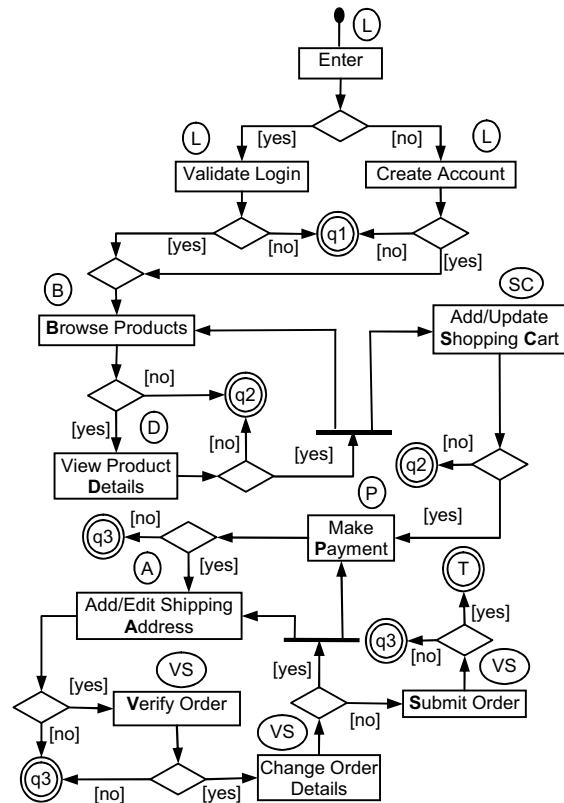 L
Enter
[yes]
[no]
L
L
Validate Login
Create Account
[yes]
[no]
q1
[no]
[yes]
B
SC
Browse Products
Add/Update
Shopping Cart
[no]
q2
[yes]
D
[no]
[yes]
View Product
Details
[no]
q2
P
[yes]
Make
Payment
[no]
q3
A
[yes]
T
Add/Edit Shipping
Address
[yes]
q3
[no]
[yes]
VS
VS
[yes]
Verify Order
[no]
Submit Order
VS
[no]
q3
[no]
[yes]
Change Order
Details